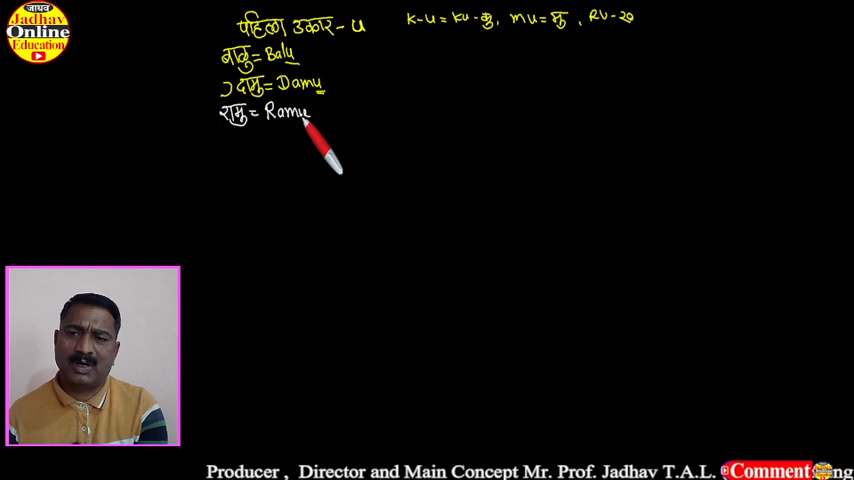 जाधव
Jadhav
Online
Education
पहिला उकार - u
K-u = Ku - कु, mu = मु, Ru - रु
बाळु = Balu
दामु = Damu
रामु = Ramu
Producer , Director and Main Concept Mr. Prof. Jadhav T.A.L.
Comment
ng